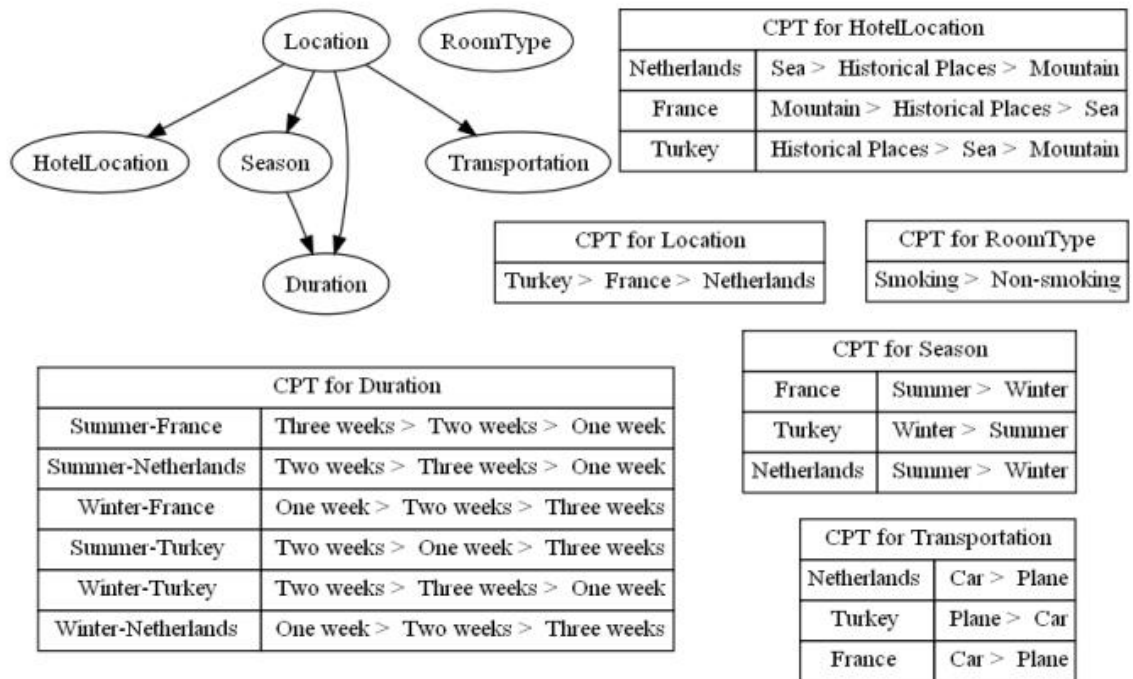 Location
RoomType
HotelLocation
Season
Transportation
Duration
CPT for HotelLocation
Netherlands Sea > Historical Places > Mountain
France Mountain > Historical Places > Sea
Turkey Historical Places > Sea > Mountain
CPT for Location
Turkey > France > Netherlands
CPT for RoomType
Smoking > Non-smoking
CPT for Season
France Summer > Winter
Turkey Winter > Summer
Netherlands Summer > Winter
CPT for Duration
Summer-France Three weeks > Two weeks > One week
Summer-Netherlands Two weeks > Three weeks > One week
Winter-France One week > Two weeks > Three weeks
Summer-Turkey Two weeks > One week > Three weeks
Winter-Turkey Two weeks > Three weeks > One week
Winter-Netherlands One week > Two weeks > Three weeks
CPT for Transportation
Netherlands Car > Plane
Turkey Plane > Car
France Car > Plane